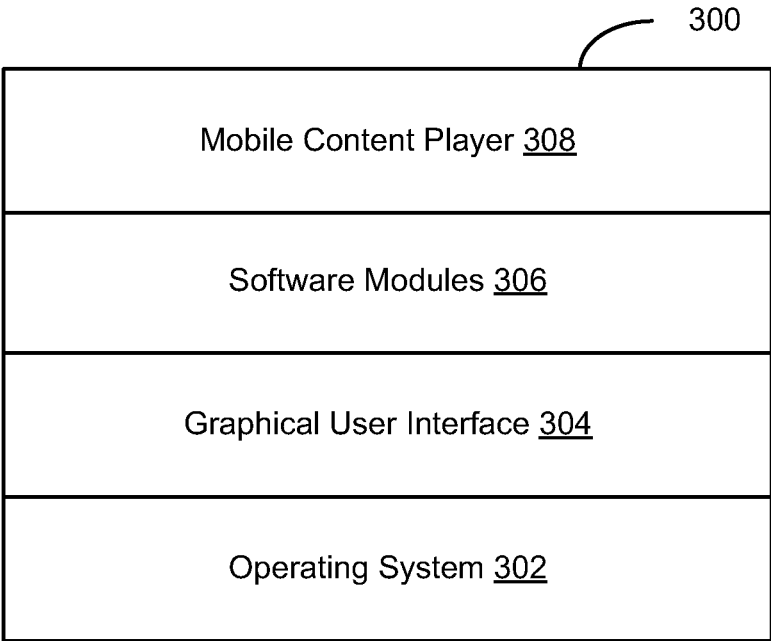 300
Mobile Content Player 308
Software Modules 306
Graphical User Interface 304
Operating System 302